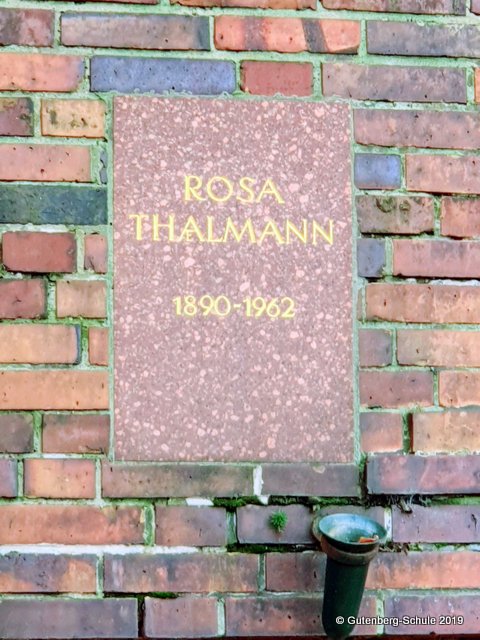 ROSA
THALMANN
1890-1962
© Gutenberg-Schule 2019